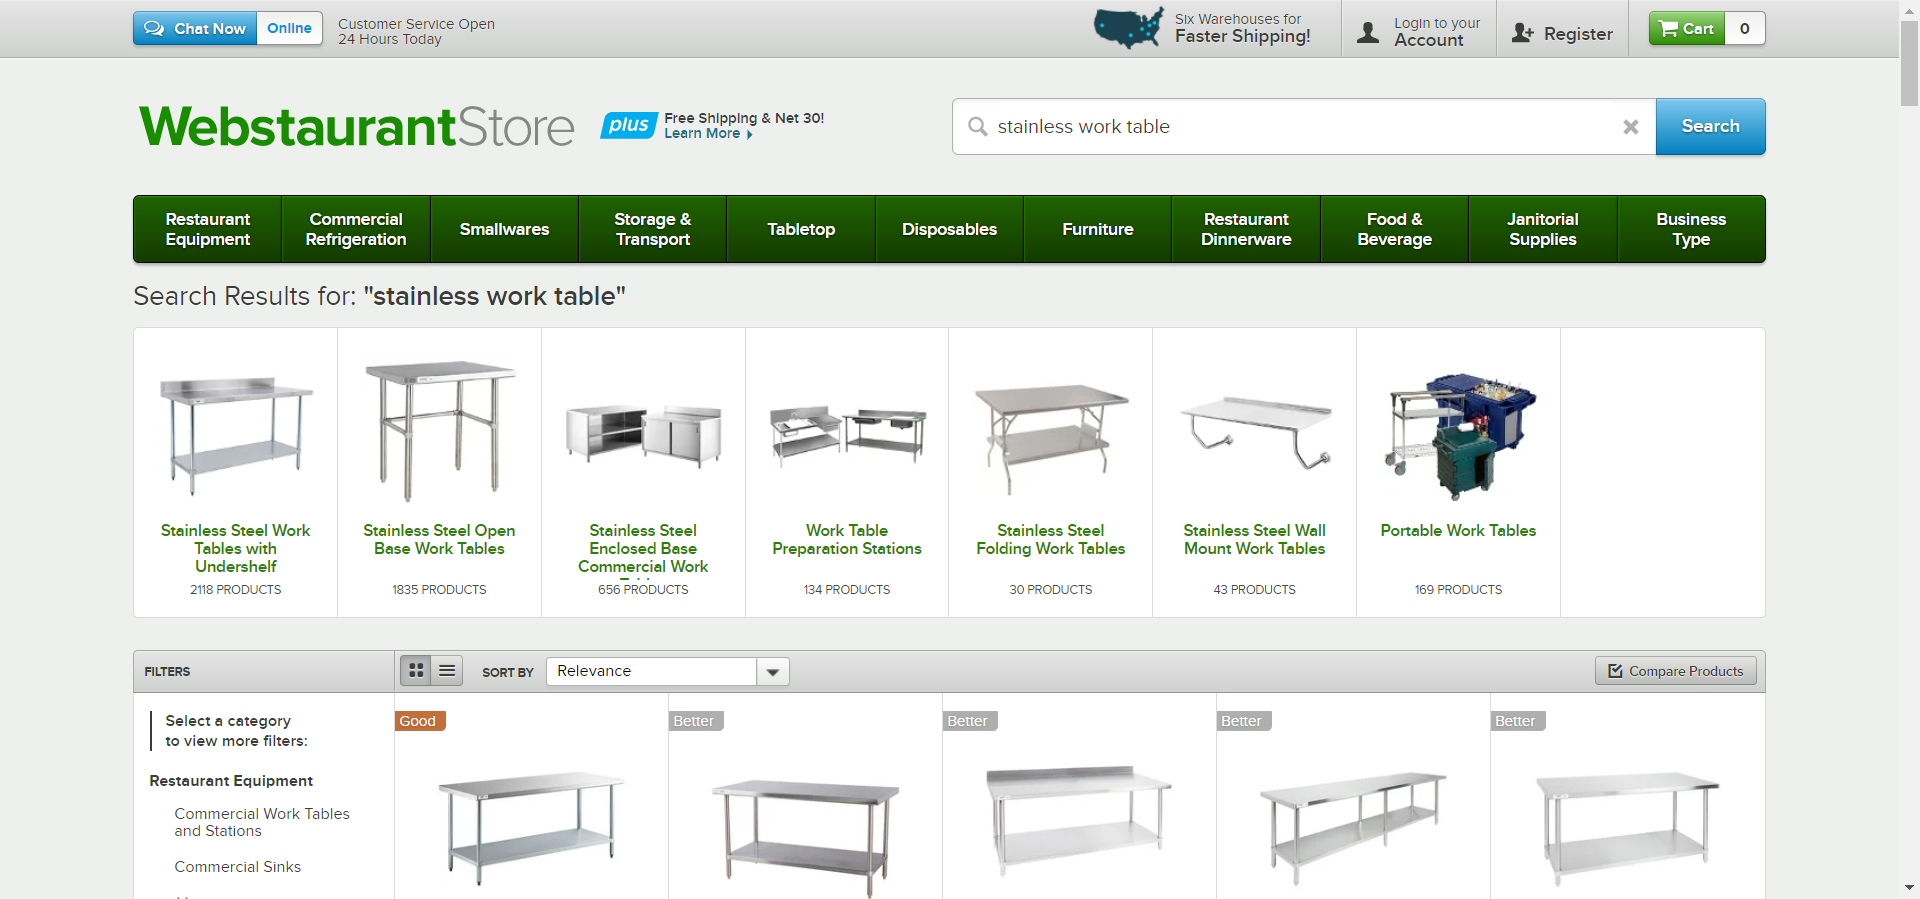 Chat Now
Online
Customer Service Open
24 Hours Today
Six Warehouses for
Faster Shipping!
Login to your
Account
Register
Cart
0
WebstaurantStore
plus
Free Shipping & Net 30!
Learn More
stainless work table
Search
Restaurant
Equipment
Commercial
Refrigeration
Smallwares
Storage &
Transport
Tabletop
Disposables
Furniture
Restaurant
Dinnerware
Food &
Beverage
Janitorial
Supplies
Business
Type
Search Results for: "stainless work table"
Stainless Steel Work
Tables with
Undershelf
2118 PRODUCTS
Stainless Steel Open
Base Work Tables
1835 PRODUCTS
Stainless Steel
Enclosed Base
Commercial Work
656 PRODUCTS
Work Table
Preparation Stations
134 PRODUCTS
Stainless Steel
Folding Work Tables
30 PRODUCTS
Stainless Steel Wall
Mount Work Tables
43 PRODUCTS
Portable Work Tables
169 PRODUCTS
FILTERS
SORT BY
Relevance
Compare Products
Select a category
to view more filters:
Restaurant Equipment
Commercial Work Tables
and Stations
Commercial Sinks
Good
Better
Better
Better
Better